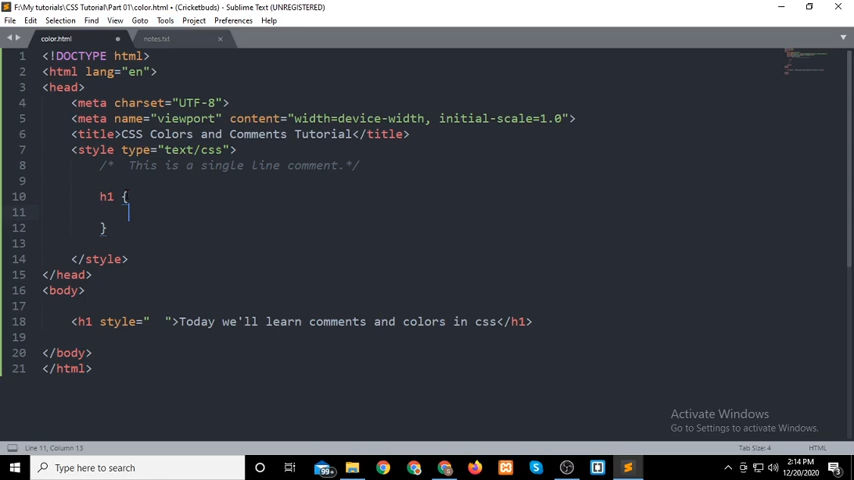 F:\My tutorials\CSS Tutorial\Part 01\color.html • (Cricketbuds) - Sublime Text (UNREGISTERED)
File Edit Selection Find View Goto Tools Project Preferences Help
color.html notes.txt
1 <!DOCTYPE html>
2 <html lang="en">
3 <head>
4 <meta charset="UTF-8">
5 <meta name="viewport" content="width=device-width, initial-scale=1.0">
6 <title>CSS Colors and Comments Tutorial</title>
7 <style type="text/css">
8 /* This is a single line comment.*/
9
10 h1 {
11
12 }
13
14 </style>
15 </head>
16 <body>
17
18 <h1 style="  ">Today we'll learn comments and colors in css</h1>
19
20 </body>
21 </html>
Activate Windows
Go to Settings to activate Windows.
Line 11, Column 13 Tab Size: 4 HTML
Type here to search 99+ 2:14 PM
12/20/2020 3